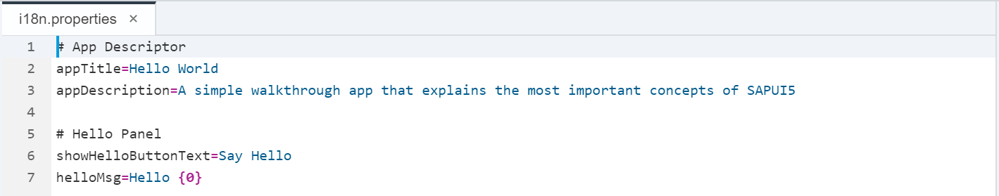 i18n.properties ×
1 # App Descriptor
2 appTitle=Hello World
3 appDescription=A simple walkthrough app that explains the most important concepts of SAPUI5
4
5 # Hello Panel
6 showHelloButtonText=Say Hello
7 helloMsg=Hello {0}